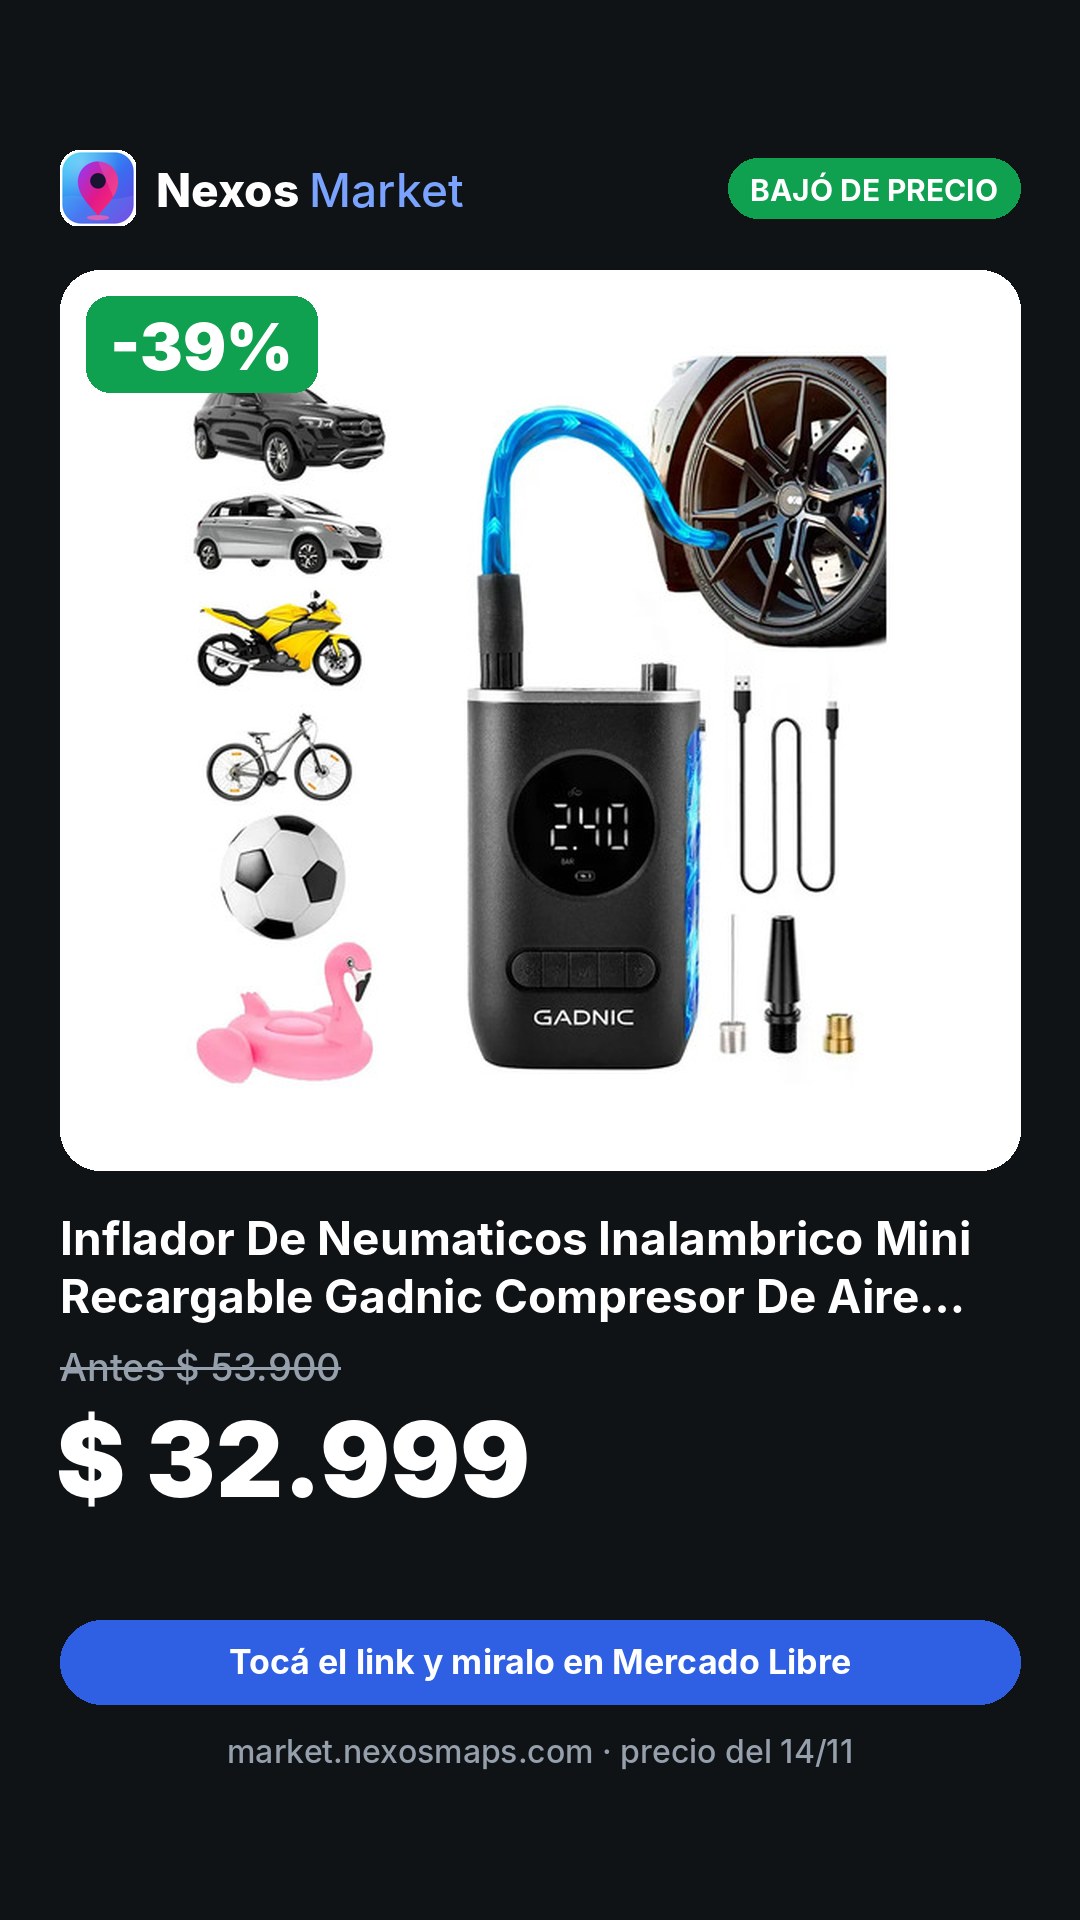 Nexos Market
BAJÓ DE PRECIO
-39%
2.40
BAR
GADNIC
Inflador De Neumaticos Inalambrico Mini
Recargable Gadnic Compresor De Aire...
Antes $ 53.900
$ 32.999
Tocá el link y miralo en Mercado Libre
market.nexosmaps.com · precio del 14/11